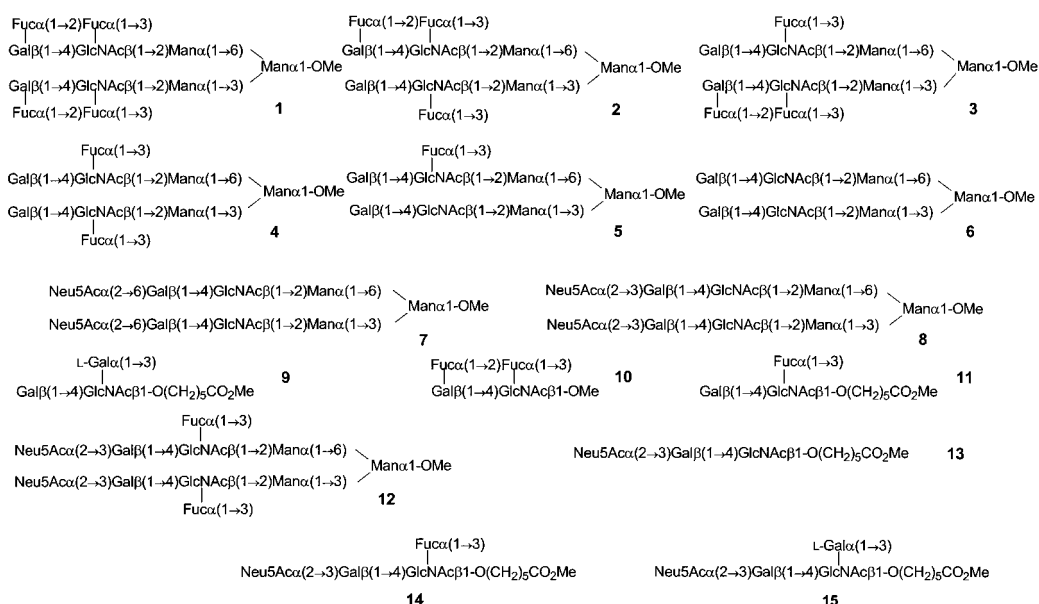 Fucα(1→2)Fucα(1→3)
Galβ(1→4)GlcNAcβ(1→2)Manα(1→6)
Manα1-OMe
Galβ(1→4)GlcNAcβ(1→2)Manα(1→3)
Fucα(1→2)Fucα(1→3)
1
Fucα(1→2)Fucα(1→3)
Galβ(1→4)GlcNAcβ(1→2)Manα(1→6)
Manα1-OMe
Galβ(1→4)GlcNAcβ(1→2)Manα(1→3)
Fucα(1→3)
2
Fucα(1→3)
Galβ(1→4)GlcNAcβ(1→2)Manα(1→6)
Manα1-OMe
Galβ(1→4)GlcNAcβ(1→2)Manα(1→3)
Fucα(1→2)Fucα(1→3)
3
Fucα(1→3)
Galβ(1→4)GlcNAcβ(1→2)Manα(1→6)
Manα1-OMe
Galβ(1→4)GlcNAcβ(1→2)Manα(1→3)
Fucα(1→3)
4
Fucα(1→3)
Galβ(1→4)GlcNAcβ(1→2)Manα(1→6)
Manα1-OMe
Galβ(1→4)GlcNAcβ(1→2)Manα(1→3)
5
Galβ(1→4)GlcNAcβ(1→2)Manα(1→6)
Manα1-OMe
Galβ(1→4)GlcNAcβ(1→2)Manα(1→3)
6
Neu5Acα(2→6)Galβ(1→4)GlcNAcβ(1→2)Manα(1→6)
Manα1-OMe
Neu5Acα(2→6)Galβ(1→4)GlcNAcβ(1→2)Manα(1→3)
7
Neu5Acα(2→3)Galβ(1→4)GlcNAcβ(1→2)Manα(1→6)
Manα1-OMe
Neu5Acα(2→3)Galβ(1→4)GlcNAcβ(1→2)Manα(1→3)
8
L-Galα(1→3)
9
Galβ(1→4)GlcNAcβ1-O(CH₂)₅CO₂Me
Fucα(1→2)Fucα(1→3)
10
Galβ(1→4)GlcNAcβ1-OMe
Fucα(1→3)
11
Galβ(1→4)GlcNAcβ1-O(CH₂)₅CO₂Me
Fucα(1→3)
Neu5Acα(2→3)Galβ(1→4)GlcNAcβ(1→2)Manα(1→6)
Manα1-OMe
Neu5Acα(2→3)Galβ(1→4)GlcNAcβ(1→2)Manα(1→3)
12
Fucα(1→3)
Neu5Acα(2→3)Galβ(1→4)GlcNAcβ1-O(CH₂)₅CO₂Me
13
Fucα(1→3)
Neu5Acα(2→3)Galβ(1→4)GlcNAcβ1-O(CH₂)₅CO₂Me
14
L-Galα(1→3)
Neu5Acα(2→3)Galβ(1→4)GlcNAcβ1-O(CH₂)₅CO₂Me
15